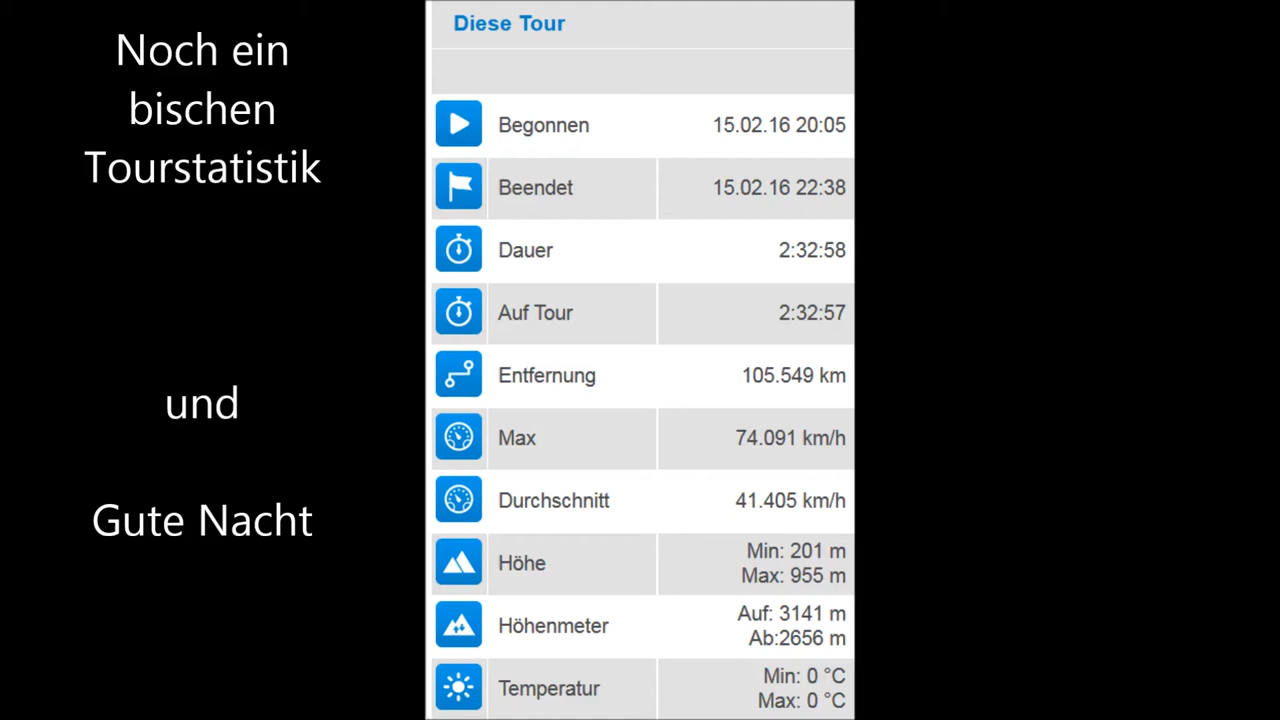 Noch ein
bischen
Tourstatistik
und
Gute Nacht
Diese Tour
Begonnen 15.02.16 20:05
Beendet 15.02.16 22:38
Dauer 2:32:58
Auf Tour 2:32:57
Entfernung 105.549 km
Max 74.091 km/h
Durchschnitt 41.405 km/h
Höhe Min: 201 m
Max: 955 m
Höhenmeter Auf: 3141 m
Ab:2656 m
Temperatur Min: 0 °C
Max: 0 °C